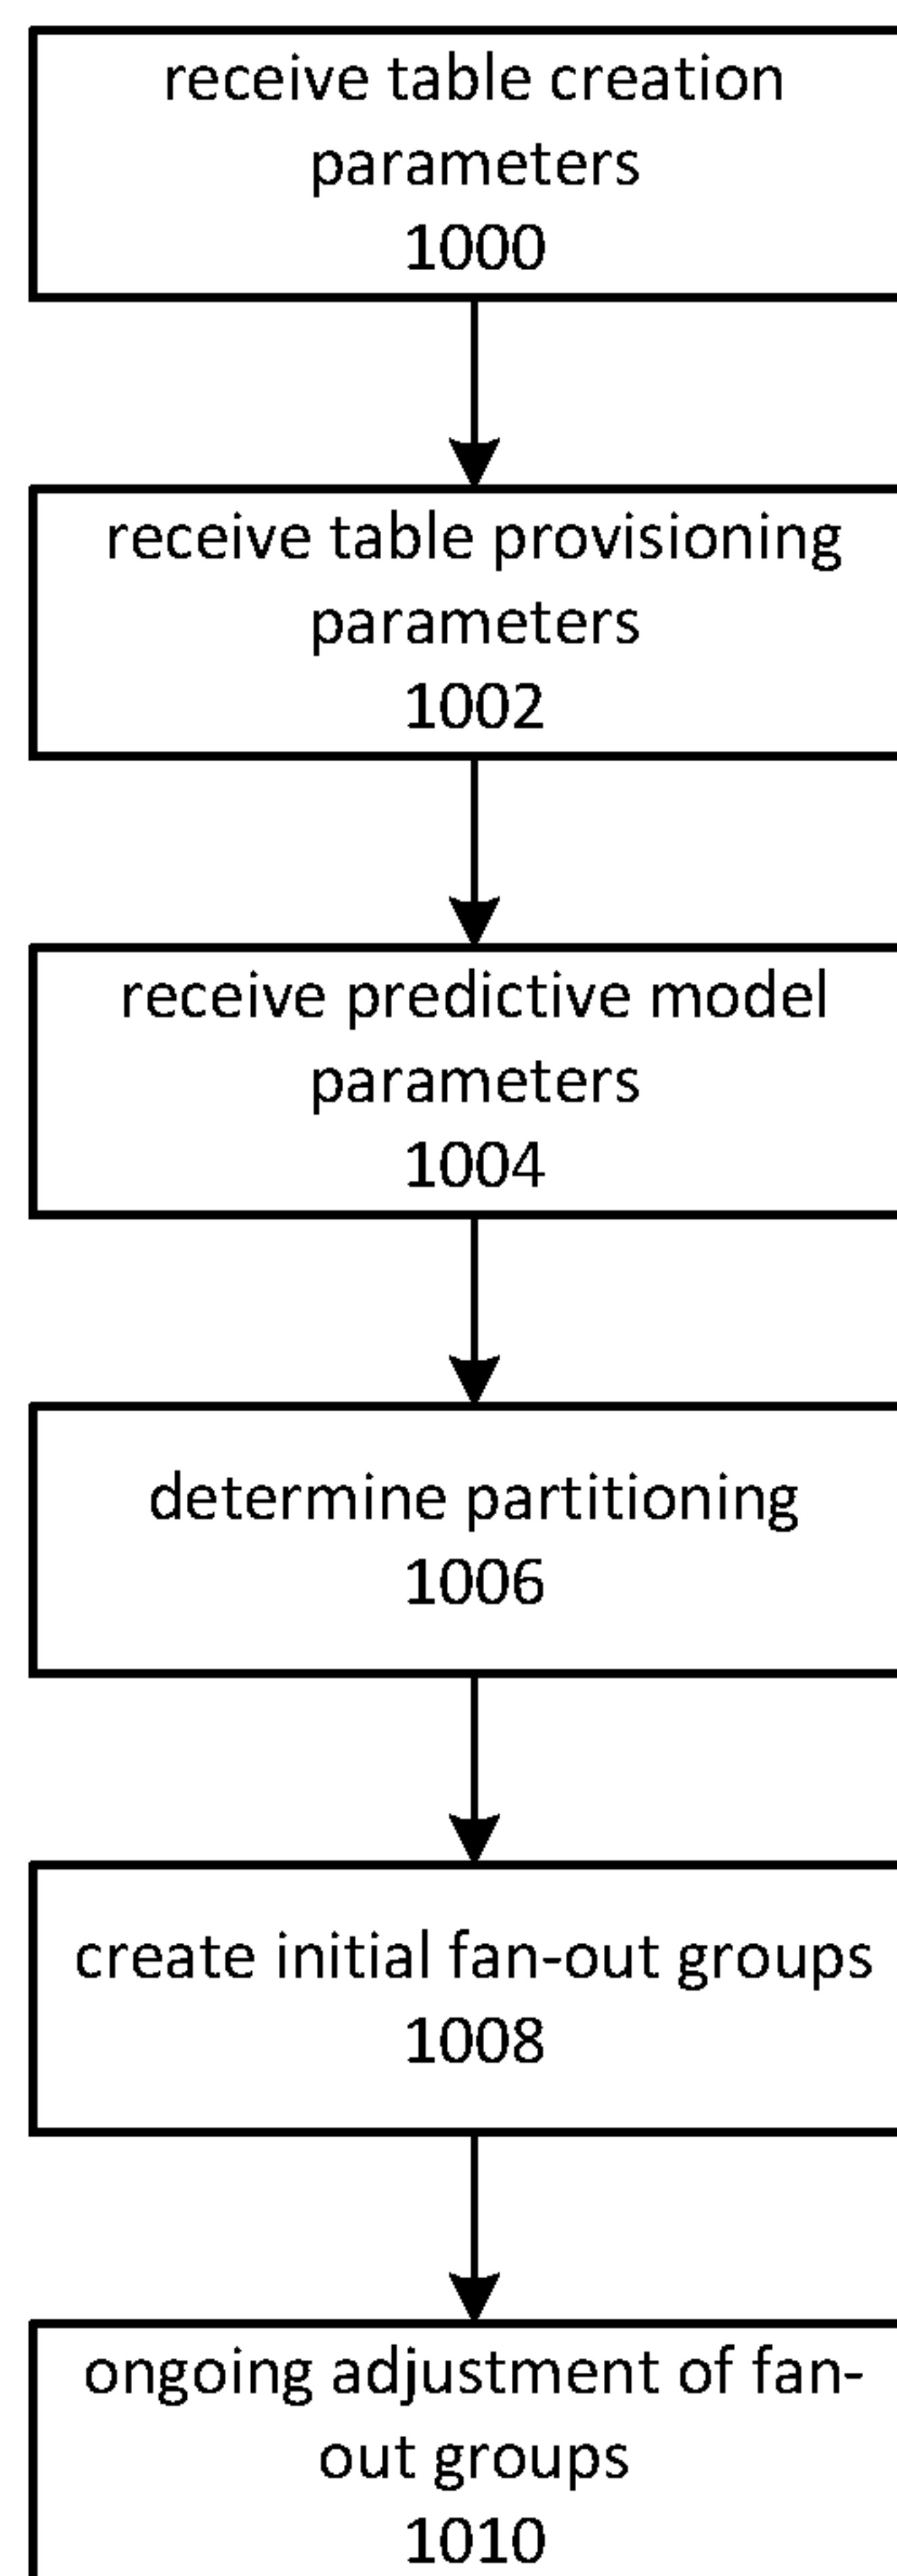 receive table creation
parameters
1000
receive table provisioning
parameters
1002
receive predictive model
parameters
1004
determine partitioning
1006
create initial fan-out groups
1008
ongoing adjustment of fan-
out groups
1010